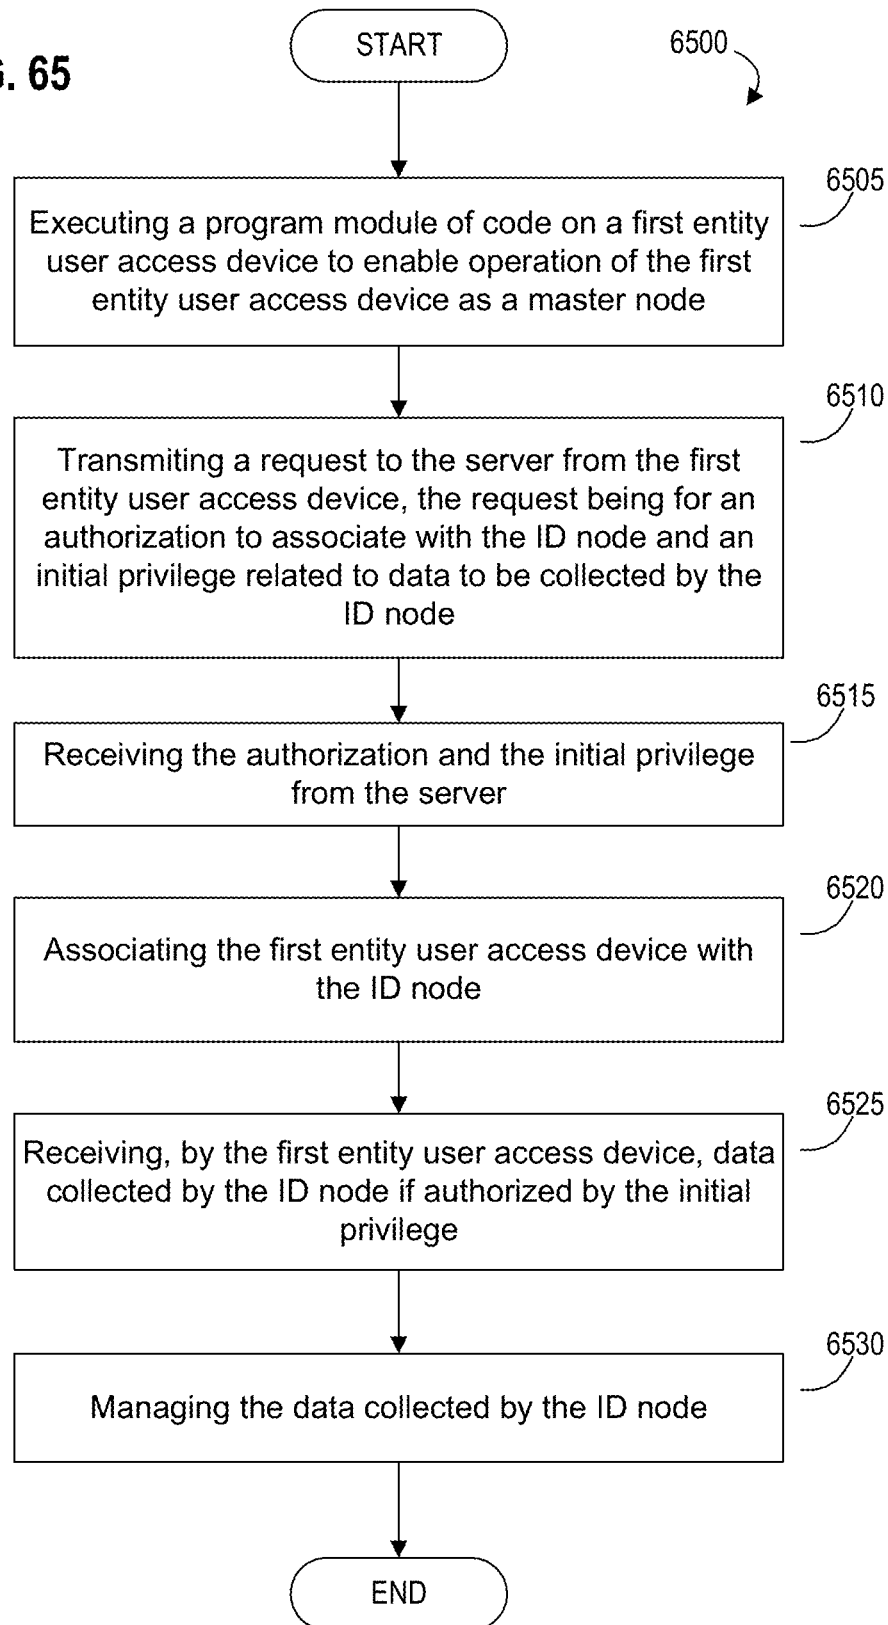 START
6500
G. 65
6505
Executing a program module of code on a first entity
user access device to enable operation of the first
entity user access device as a master node
6510
Transmiting a request to the server from the first
entity user access device, the request being for an
authorization to associate with the ID node and an
initial privilege related to data to be collected by the
ID node
6515
Receiving the authorization and the initial privilege
from the server
6520
Associating the first entity user access device with
the ID node
6525
Receiving, by the first entity user access device, data
collected by the ID node if authorized by the initial
privilege
6530
Managing the data collected by the ID node
END